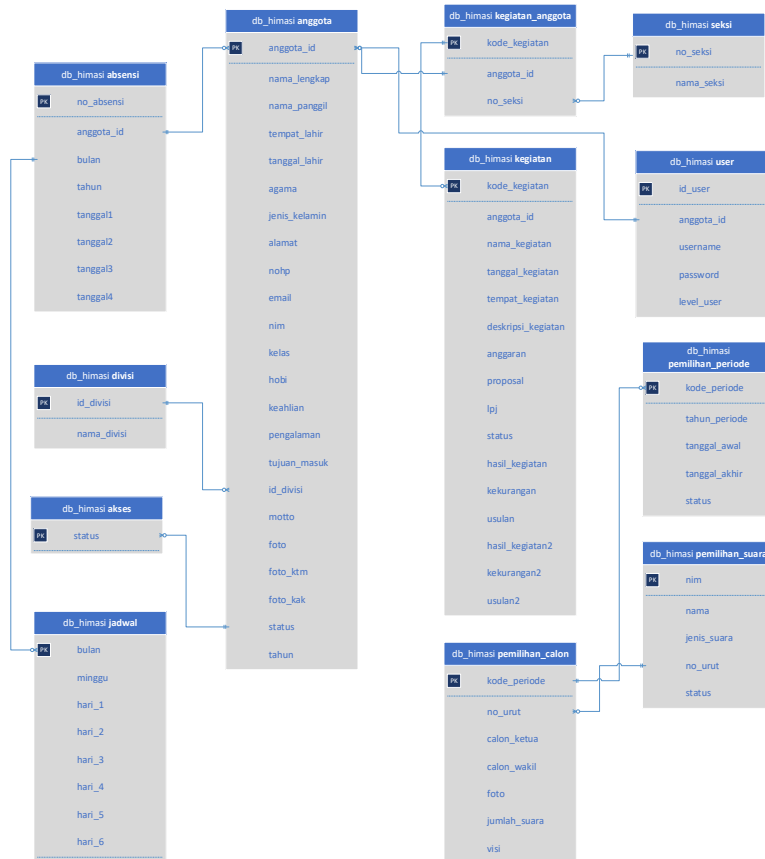 db_himasi anggota
PK anggota_id
nama_lengkap
nama_panggil
tempat_lahir
tanggal_lahir
agama
jenis_kelamin
alamat
nohp
email
nim
kelas
hobi
keahlian
pengalaman
tujuan_masuk
id_divisi
motto
foto
foto_ktm
foto_kak
status
tahun
db_himasi kegiatan_anggota
PK kode_kegiatan
anggota_id
no_seksi
db_himasi seksi
PK no_seksi
nama_seksi
db_himasi absensi
PK no_absensi
anggota_id
bulan
tahun
tanggal1
tanggal2
tanggal3
tanggal4
db_himasi kegiatan
PK kode_kegiatan
anggota_id
nama_kegiatan
tanggal_kegiatan
tempat_kegiatan
deskripsi_kegiatan
anggaran
proposal
lpj
status
hasil_kegiatan
kekurangan
usulan
hasil_kegiatan2
kekurangan2
usulan2
db_himasi user
PK id_user
anggota_id
username
password
level_user
db_himasi divisi
PK id_divisi
nama_divisi
db_himasi
pemilihan_periode
PK kode_periode
tahun_periode
tanggal_awal
tanggal_akhir
status
db_himasi akses
PK status
db_himasi pemilihan_suara
PK nim
nama
jenis_suara
no_urut
status
db_himasi jadwal
PK bulan
minggu
hari_1
hari_2
hari_3
hari_4
hari_5
hari_6
db_himasi pemilihan_calon
PK kode_periode
no_urut
calon_ketua
calon_wakil
foto
jumlah_suara
visi